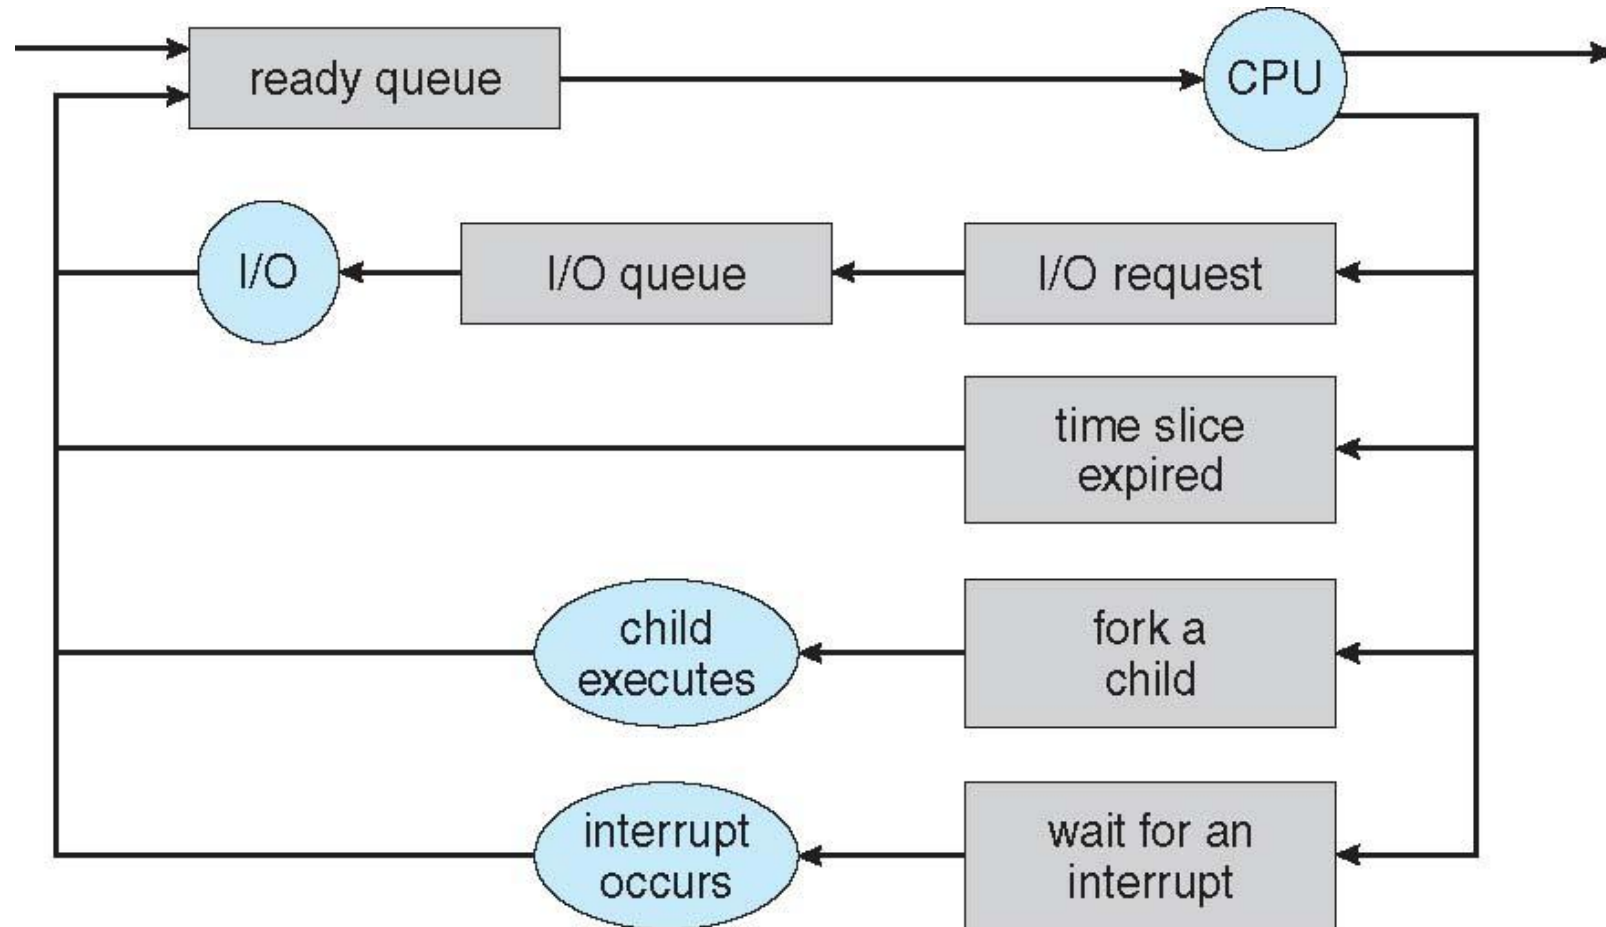 ready queue
CPU
I/O
I/O queue
I/O request
time slice
expired
child
executes
fork a
child
interrupt
occurs
wait for an
interrupt